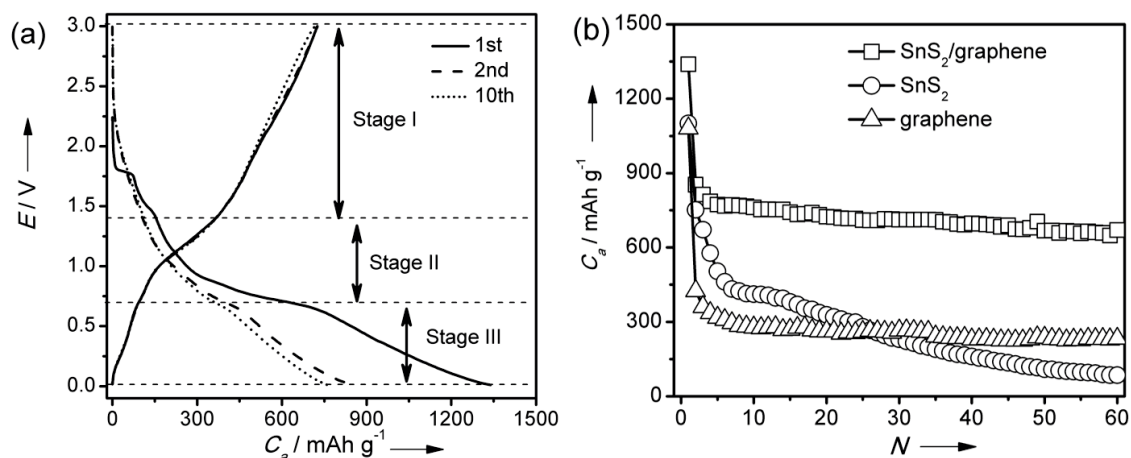 (a)
3.0
2.5
2.0
1.5
1.0
0.5
0.0
E / V
1st
2nd
10th
Stage I
Stage II
Stage III
0 300 600 900 1200 1500
Cₐ / mAh g⁻¹
(b)
1500
1200
900
600
300
0
Cₐ / mAh g⁻¹
SnS₂/graphene
SnS₂
graphene
0 10 20 30 40 50 60
N